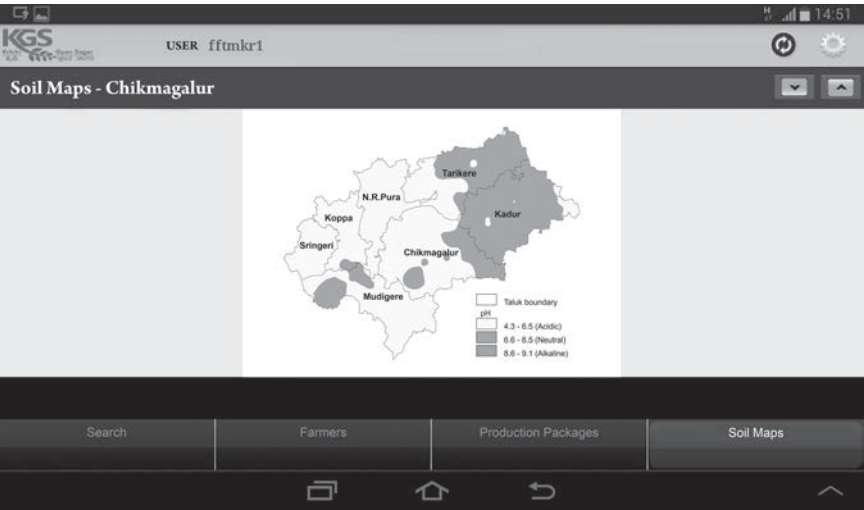 H 14:51
KGS
USER fftmkr1
Soil Maps - Chikmagalur
Tarikere
N.R.Pura
Kadur
Koppa
Sringeri
Chikmagalur
Mudigere
Taluk boundary
pH
4.3 - 6.5 (Acidic)
6.6 - 8.5 (Neutral)
8.6 - 9.1 (Alkaline)
Search Farmers Production Packages Soil Maps